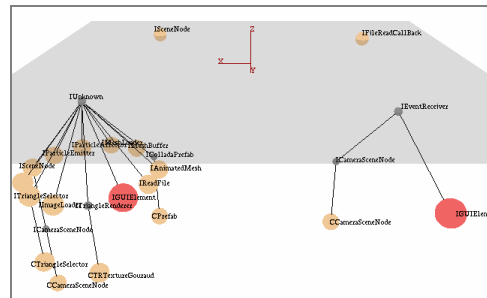 ISceneNode
IFileReadCallBack
Z
X
Y
IUnknown
IEventReceiver
IMeshBuffer
IParticleEmitter
IColladaPrefab
ICameraSceneNode
ISceneNode
IAnimatedMesh
IReadFile
ITriangleSelector
IGUIElement
IImageLoader
ITriangleRenderer
IGUIElem
CPrefab
CCameraSceneNode
ICameraSceneNode
CTriangleSelector
CTRTextureGouraud
CCameraSceneNode